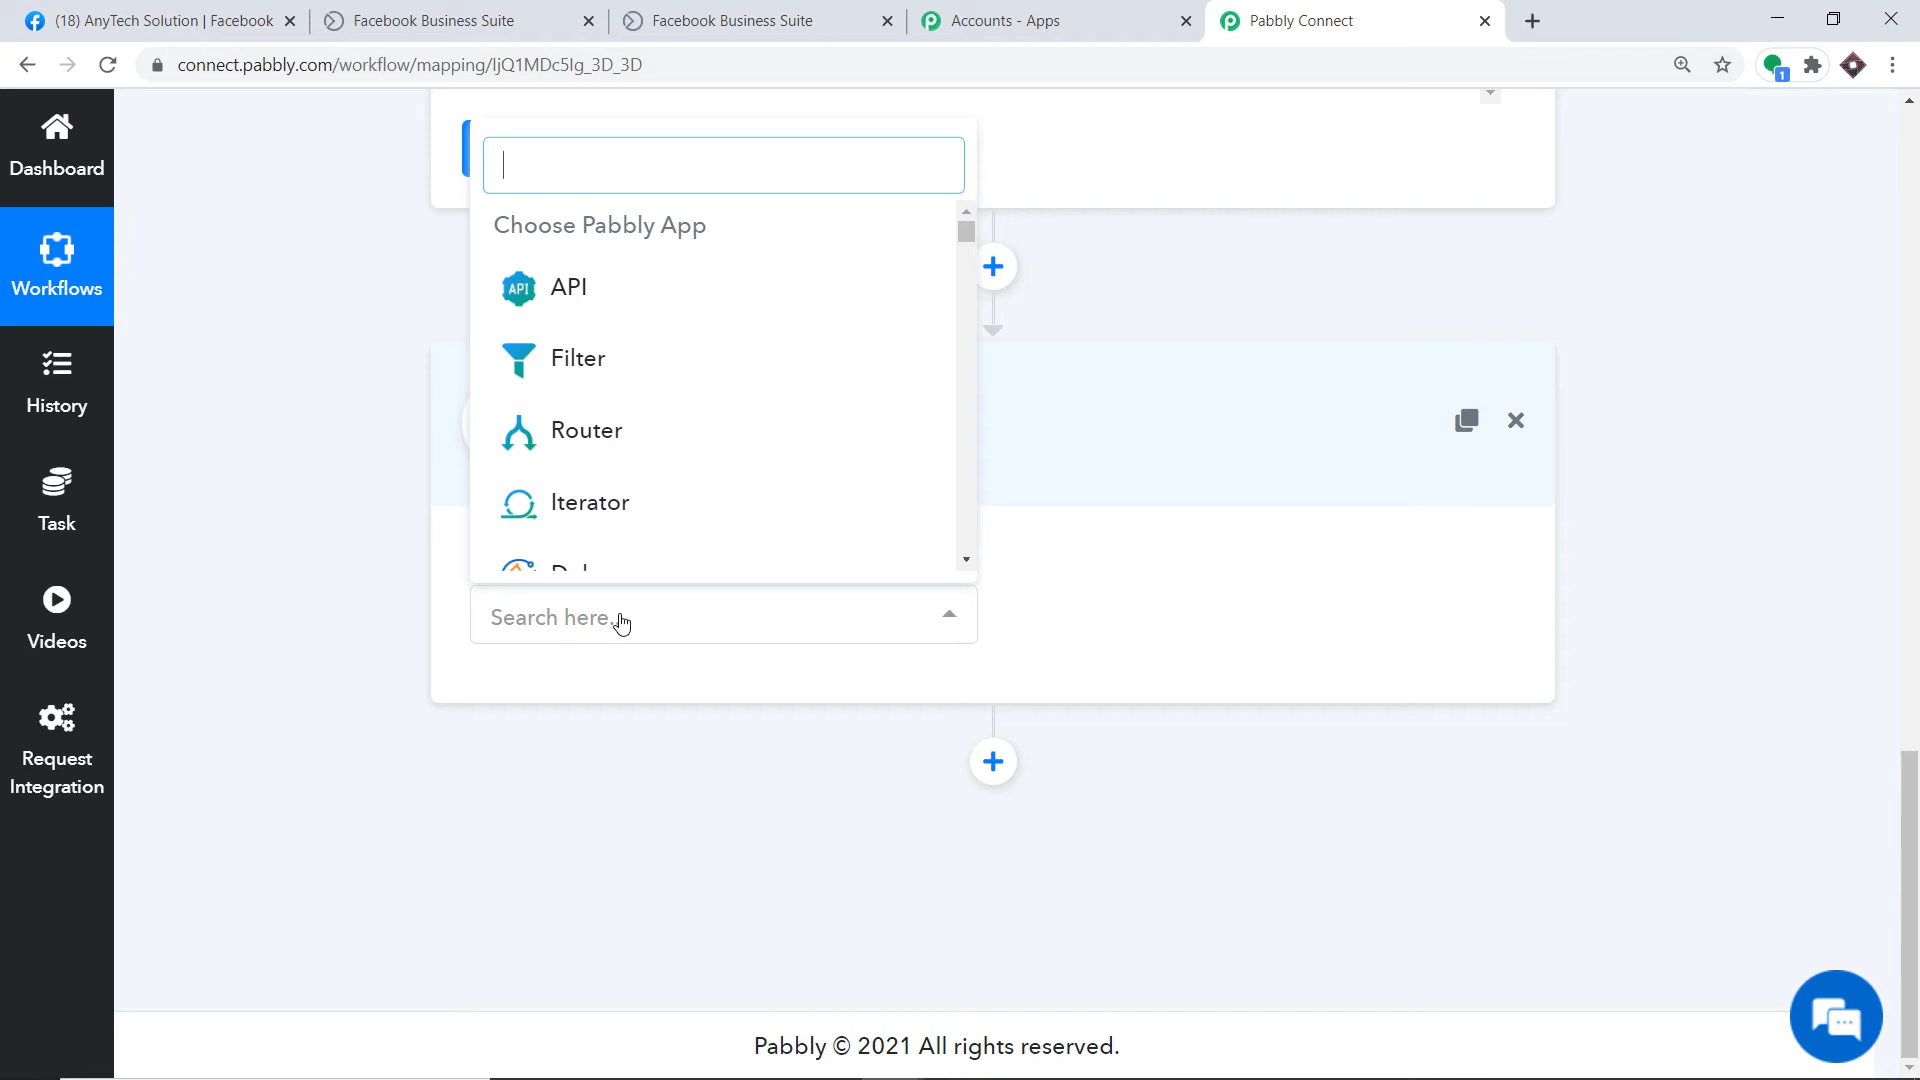 (18) AnyTech Solution | Facebook
Facebook Business Suite
Facebook Business Suite
Accounts - Apps
Pabbly Connect
connect.pabbly.com/workflow/mapping/IjQ1MDc5Ig_3D_3D
1
Dashboard
Workflows
History
Task
Videos
Request
Integration
Choose Pabbly App
API
API
Filter
Router
Iterator
Search here.
Pabbly © 2021 All rights reserved.